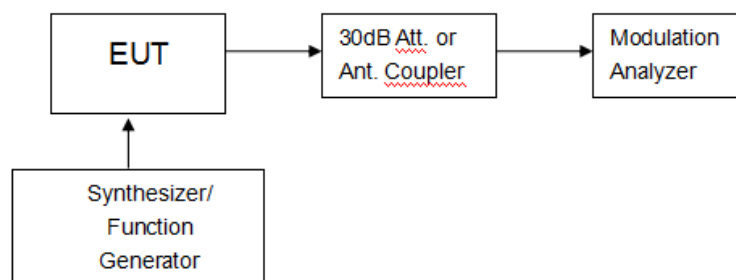 EUT
30dB Att. or
Ant. Coupler
Modulation
Analyzer
Synthesizer/
Function
Generator